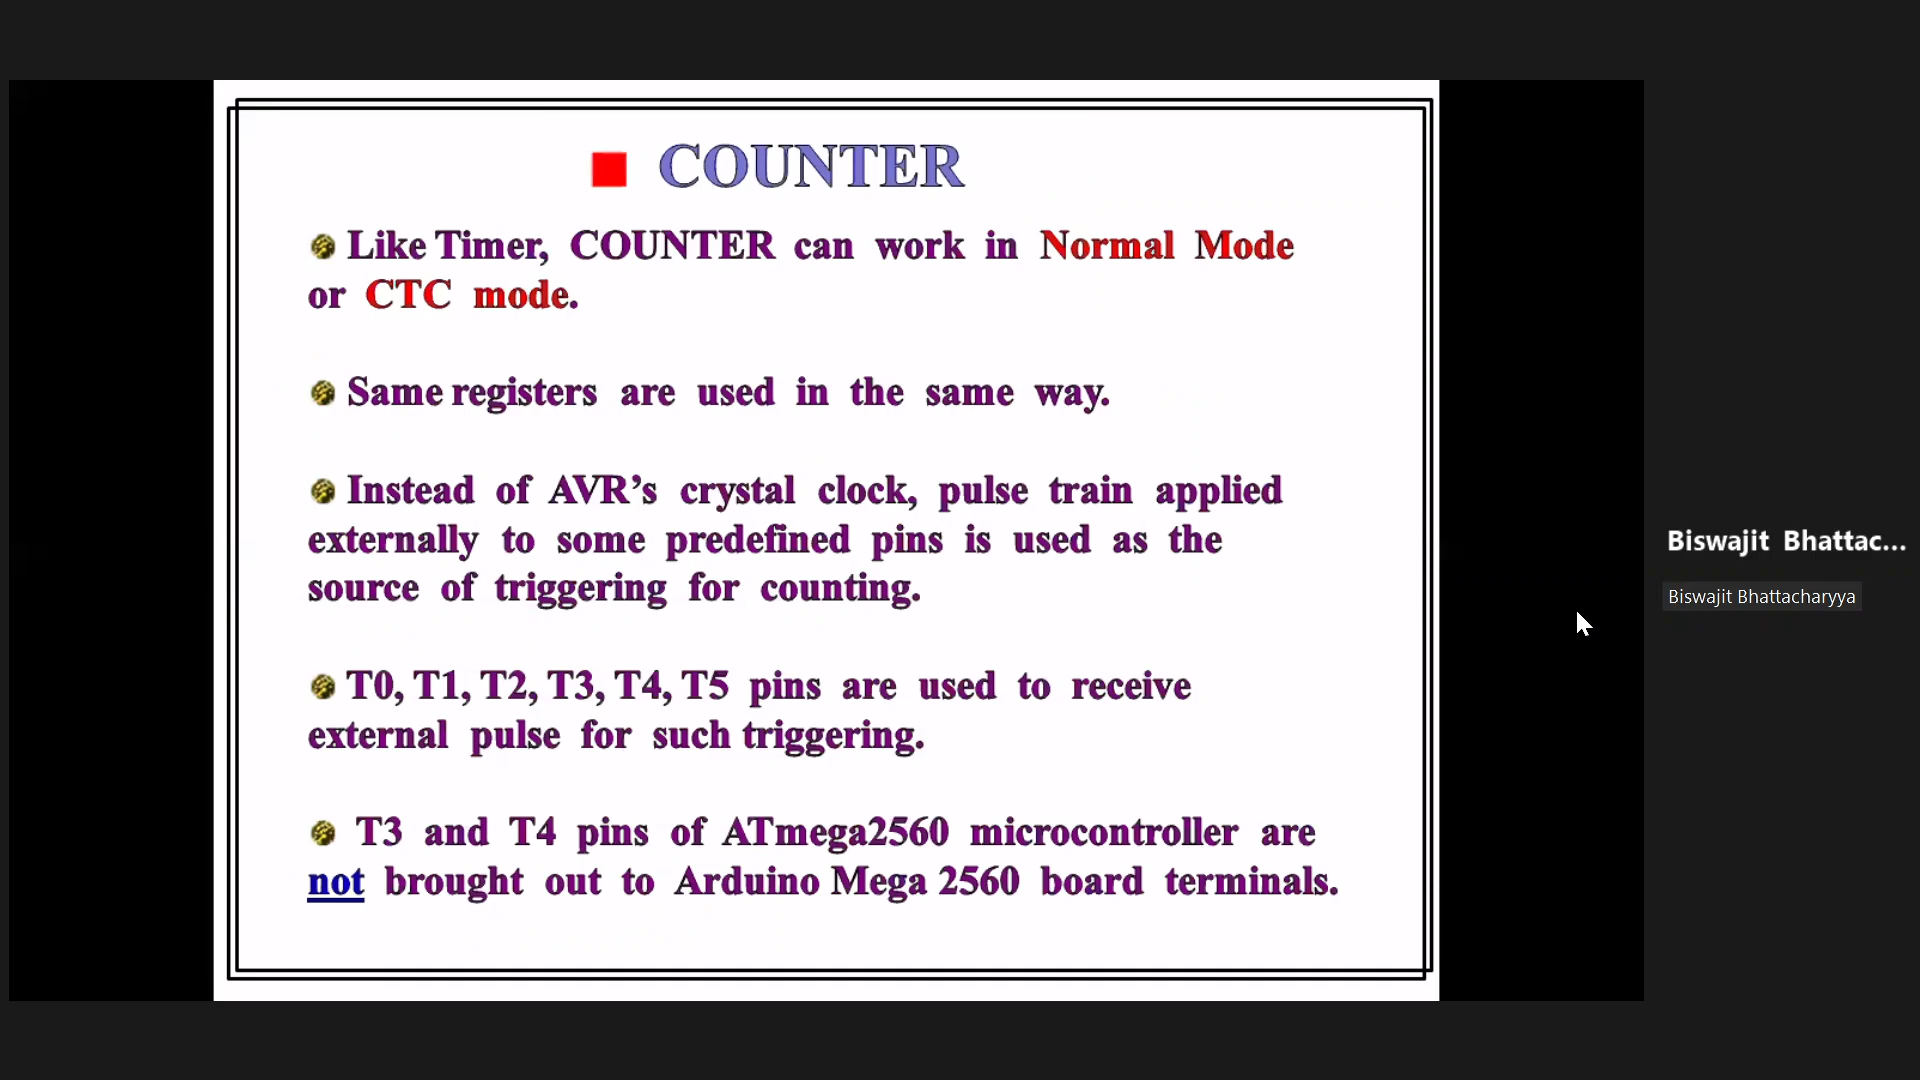 COUNTER
Like Timer, COUNTER can work in Normal Mode
or CTC mode.
Same registers are used in the same way.
Instead of AVR’s crystal clock, pulse train applied
externally to some predefined pins is used as the
source of triggering for counting.
T0, T1, T2, T3, T4, T5 pins are used to receive
external pulse for such triggering.
T3 and T4 pins of ATmega2560 microcontroller are
not brought out to Arduino Mega 2560 board terminals.
Biswajit Bhattac...
Biswajit Bhattacharyya